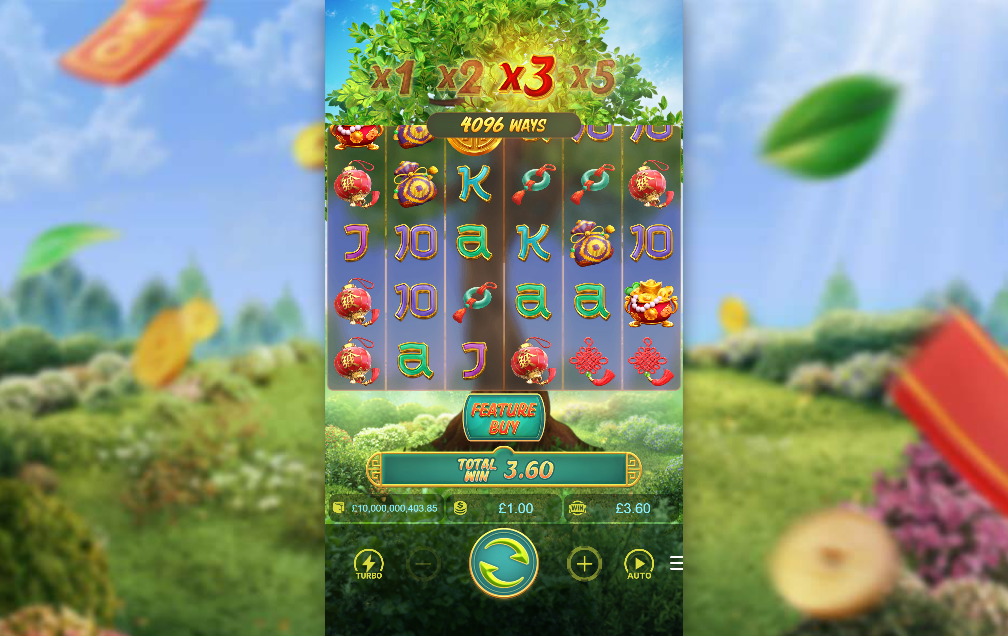 x1 x2 x3 x5
4096 WAYS
K
J 10 A K 10
10 A A
A J
FEATURE
BUY
TOTAL
WIN 3.60
£10,000,000,403.85 £1.00 WIN £3.60
TURBO AUTO